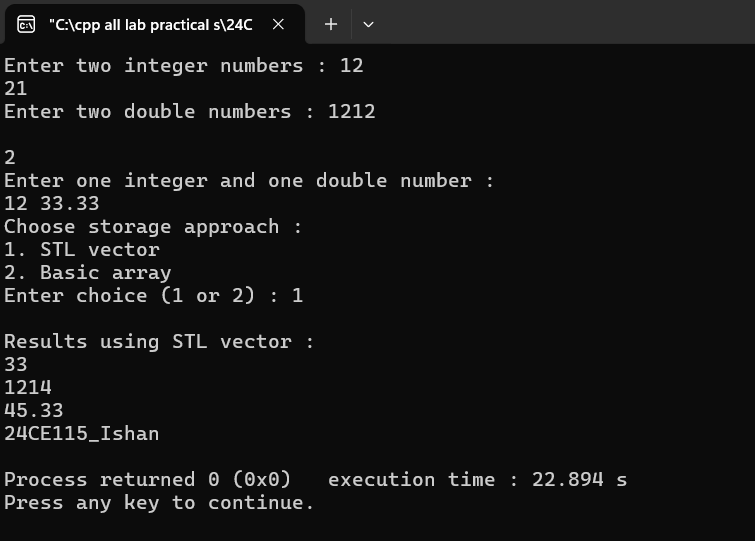 "C:\cpp all lab practical s\24C
Enter two integer numbers : 12
21
Enter two double numbers : 1212
2
Enter one integer and one double number :
12 33.33
Choose storage approach :
1. STL vector
2. Basic array
Enter choice (1 or 2) : 1
Results using STL vector :
33
1214
45.33
24CE115_Ishan
Process returned 0 (0x0)   execution time : 22.894 s
Press any key to continue.